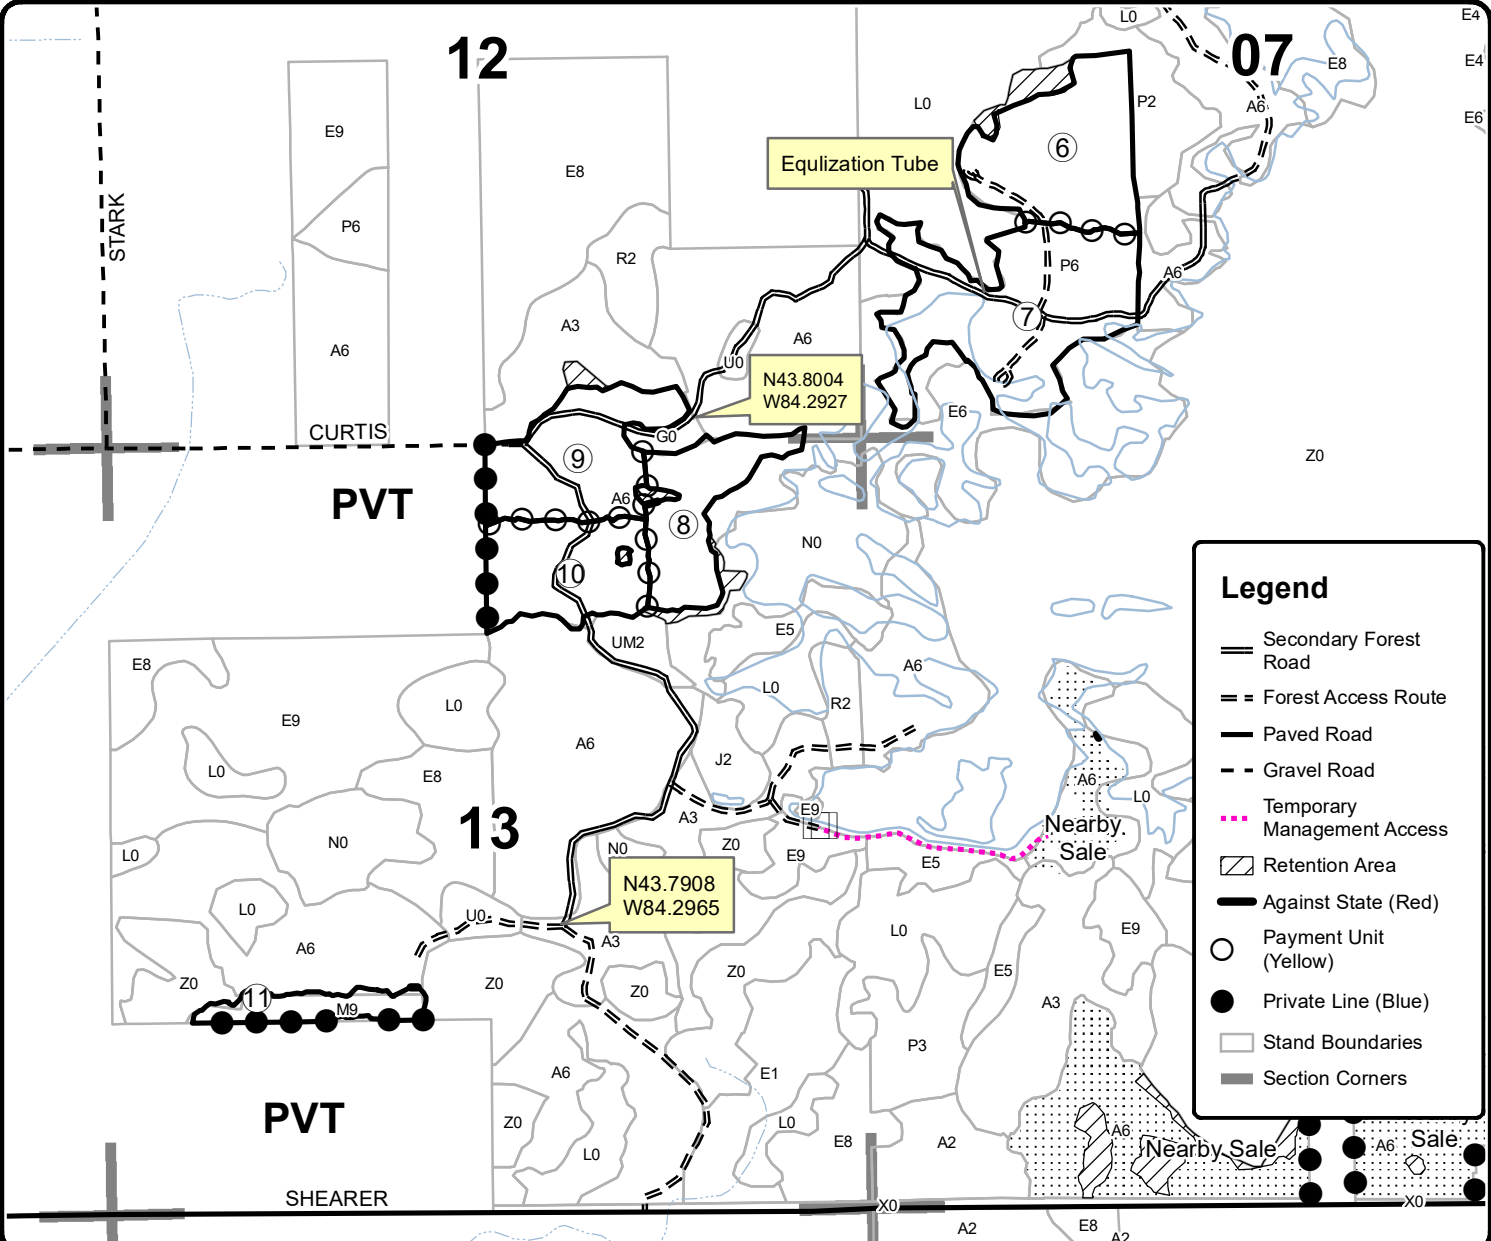 12
07
L0
E4
E4
E6
E8
A6
P2
L0
6
E9
E8
Equlization Tube
STARK
P6
R2
P6
A6
7
A3
A6
A6
U0
N43.8004
W84.2927
E6
CURTIS
G0
Z0
9
PVT
A6
8
N0
10
Legend
Secondary Forest
Road
Forest Access Route
Paved Road
Gravel Road
Temporary
Management Access
Retention Area
Against State (Red)
Payment Unit
(Yellow)
Private Line (Blue)
Stand Boundaries
Section Corners
UM2
E5
E8
A6
L0
R2
L0
E9
A6
J2
L0
E8
A6
L0
E9
A3
13
Nearby
Sale
N0
L0
N0
Z0
E9
E5
N43.7908
W84.2965
L0
U0
A3
L0
E9
A6
Z0
Z0
Z0
Z0
E5
A3
11
M9
P3
A6
E1
PVT
Z0
L0
E8
A2
A6
Nearby Sale
A6
Sale
L0
SHEARER
X0
X0
A2
E8
A2